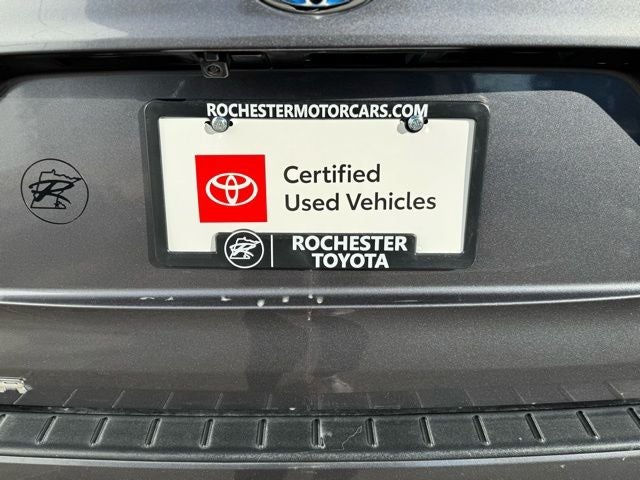 ROCHESTERMOTORCARS.COM
Certified
Used Vehicles
ROCHESTER
TOYOTA